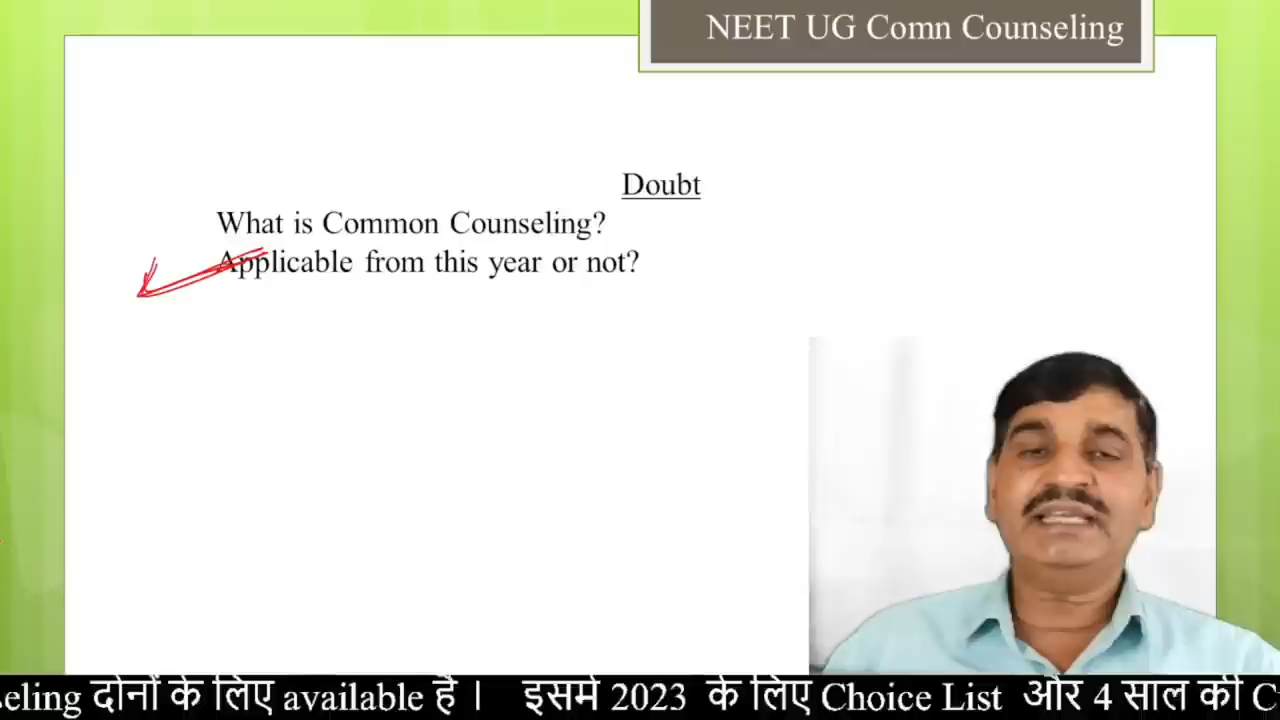 NEET UG Comn Counseling
Doubt
What is Common Counseling?
Applicable from this year or not?
eling दोनों के लिए available है । इसमें 2023 के लिए Choice List और 4 साल की C